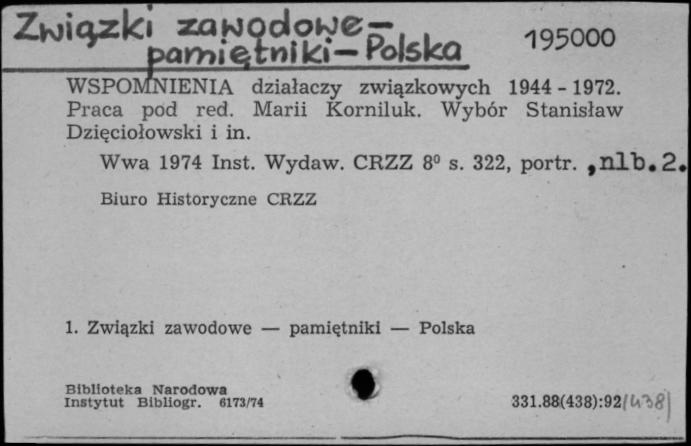 Związki zawodowe –
pamiętniki – Polska
195000
WSPOMNIENIA działaczy związkowych 1944 - 1972.
Praca pod red. Marii Korniluk. Wybór Stanisław
Dzięciołowski i in.
Wwa 1974 Inst. Wydaw. CRZZ 8⁰ s. 322, portr. ,nlb.2.
Biuro Historyczne CRZZ
1. Związki zawodowe — pamiętniki — Polska
Biblioteka Narodowa
Instytut Bibliogr. 6173/74
331.88(438):92/438/